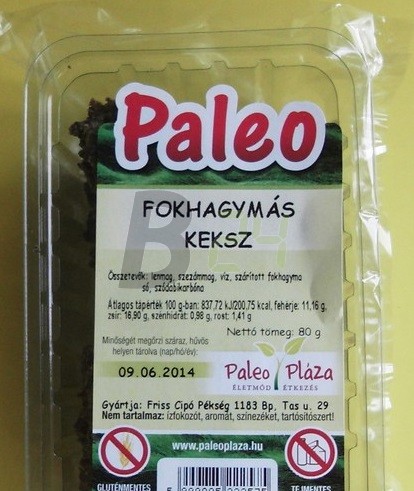 Paleo
FOKHAGYMÁS
KEKSZ
Összetevők: lenmag, szezámmag, víz, szárított fokhagyma
só, szódabikarbóna
Átlagos tápérték 100 g-ban: 837,72 kJ/200,75 kcal, fehérje: 11,16 g,
zsír: 16,90 g, szénhidrát: 0,98 g, rost: 1,41 g
Nettó tömeg: 80 g
Minőségét megőrzi száraz, hűvös
helyen tárolva (nap/hó/év):
09.06.2014
Paleo Pláza
ÉLETMÓD ÉTKEZÉS
Gyártja: Friss Cipó Pékség 1183 Bp, Tas u. 29
Nem tartalmaz: ízfokozót, aromát, színezéket, tartósítószert!
www.paleoplaza.hu
GLUTÉNMENTES
TEJMENTES